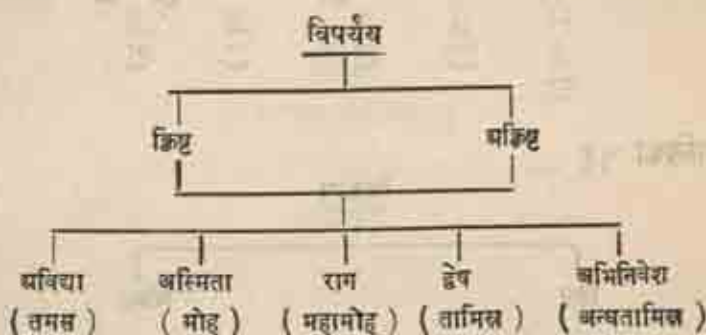 विपर्यय
क्लिष्ट अक्लिष्ट
अविद्या अस्मिता राग द्वेष अभिनिवेश
( तमस ) ( मोह ) ( महामोह ) ( तामिस्र ) ( अन्धतामिस्र )